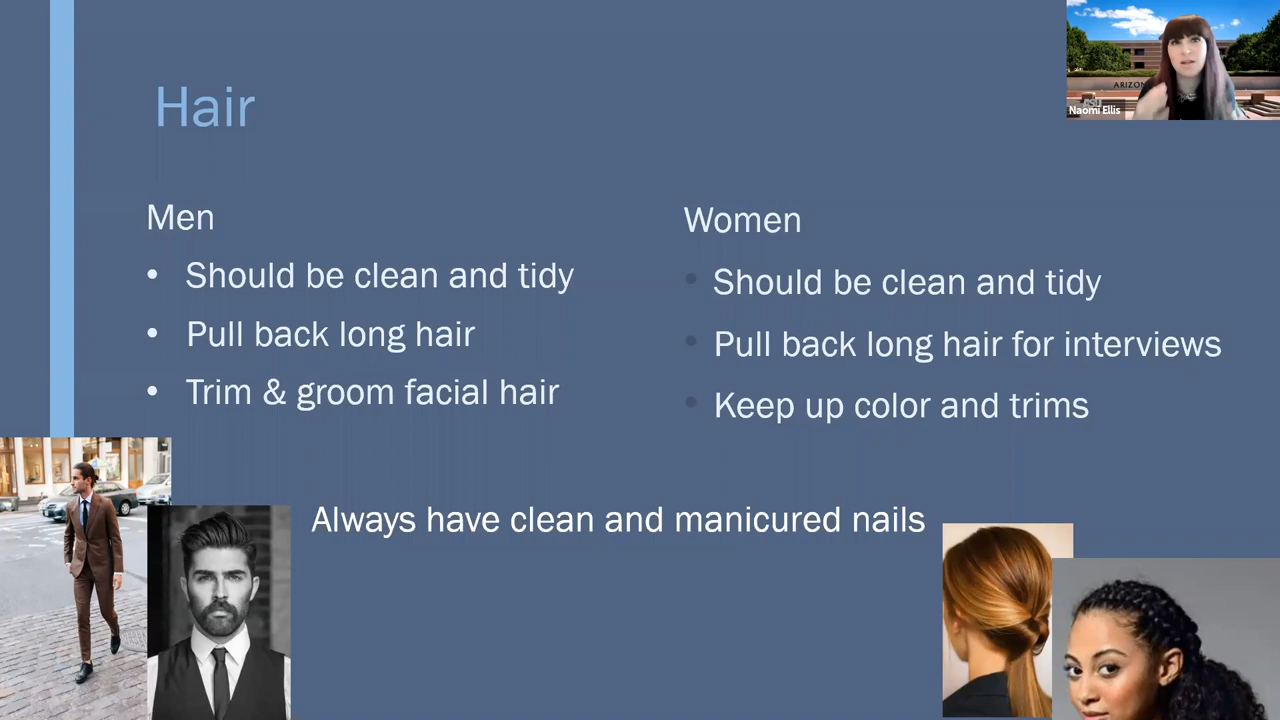 Hair
Men
• Should be clean and tidy
• Pull back long hair
• Trim & groom facial hair
Women
• Should be clean and tidy
• Pull back long hair for interviews
• Keep up color and trims
Always have clean and manicured nails
ARIZON
ASU
Naomi Ellis